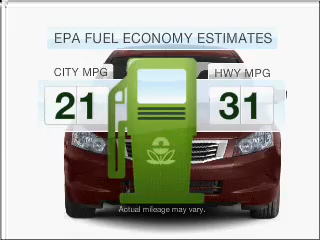 EPA FUEL ECONOMY ESTIMATES
CITY MPG HWY MPG
21 31
Actual mileage may vary.